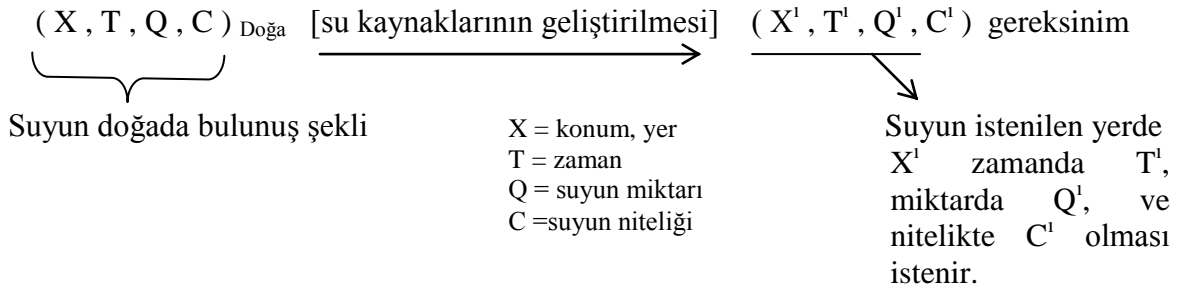 ( X , T , Q , C ) Doğa [su kaynaklarının geliştirilmesi] ( X¹ , T¹ , Q¹ , C¹ ) gereksinim
Suyun doğada bulunuş şekli
X = konum, yer
T = zaman
Q = suyun miktarı
C =suyun niteliği
Suyun istenilen yerde
X¹ zamanda T¹,
miktarda Q¹, ve
nitelikte C¹ olması
istenir.